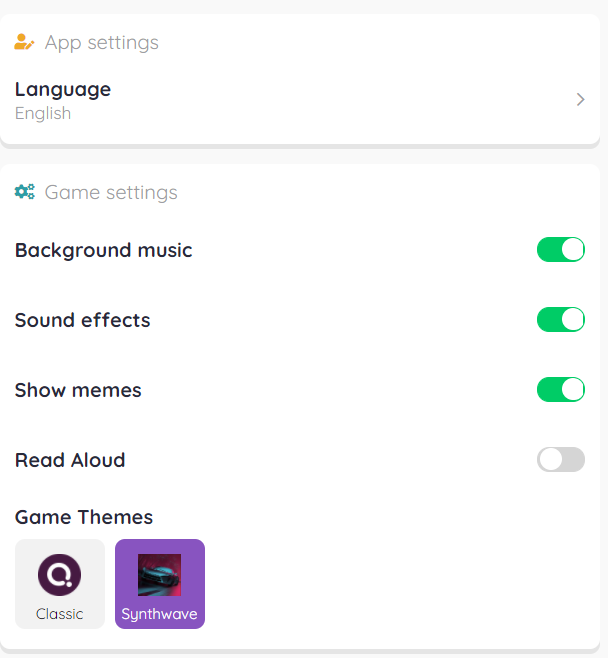 App settings
Language
English
Game settings
Background music
Sound effects
Show memes
Read Aloud
Game Themes
Classic
Synthwave